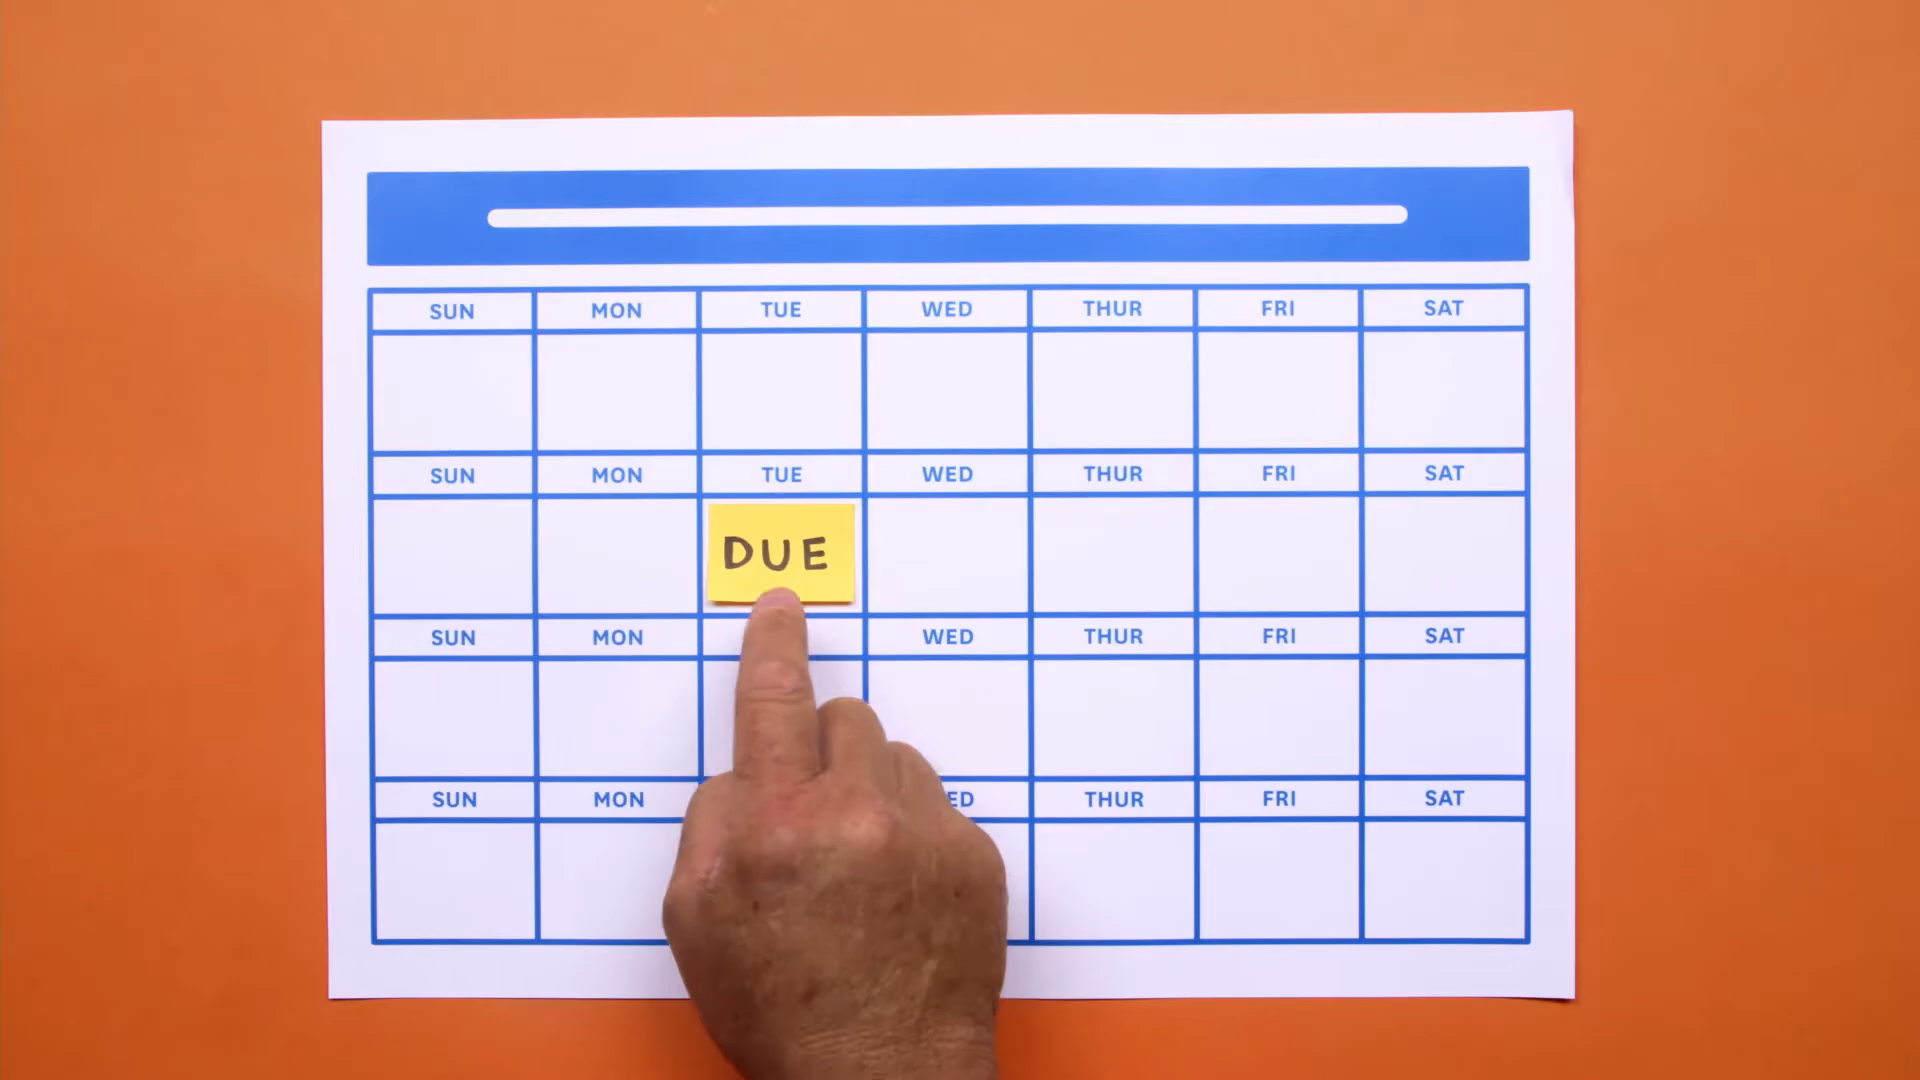 SUN MON TUE WED THUR FRI SAT
SUN MON TUE WED THUR FRI SAT
DUE
SUN MON WED THUR FRI SAT
SUN MON THUR FRI SAT